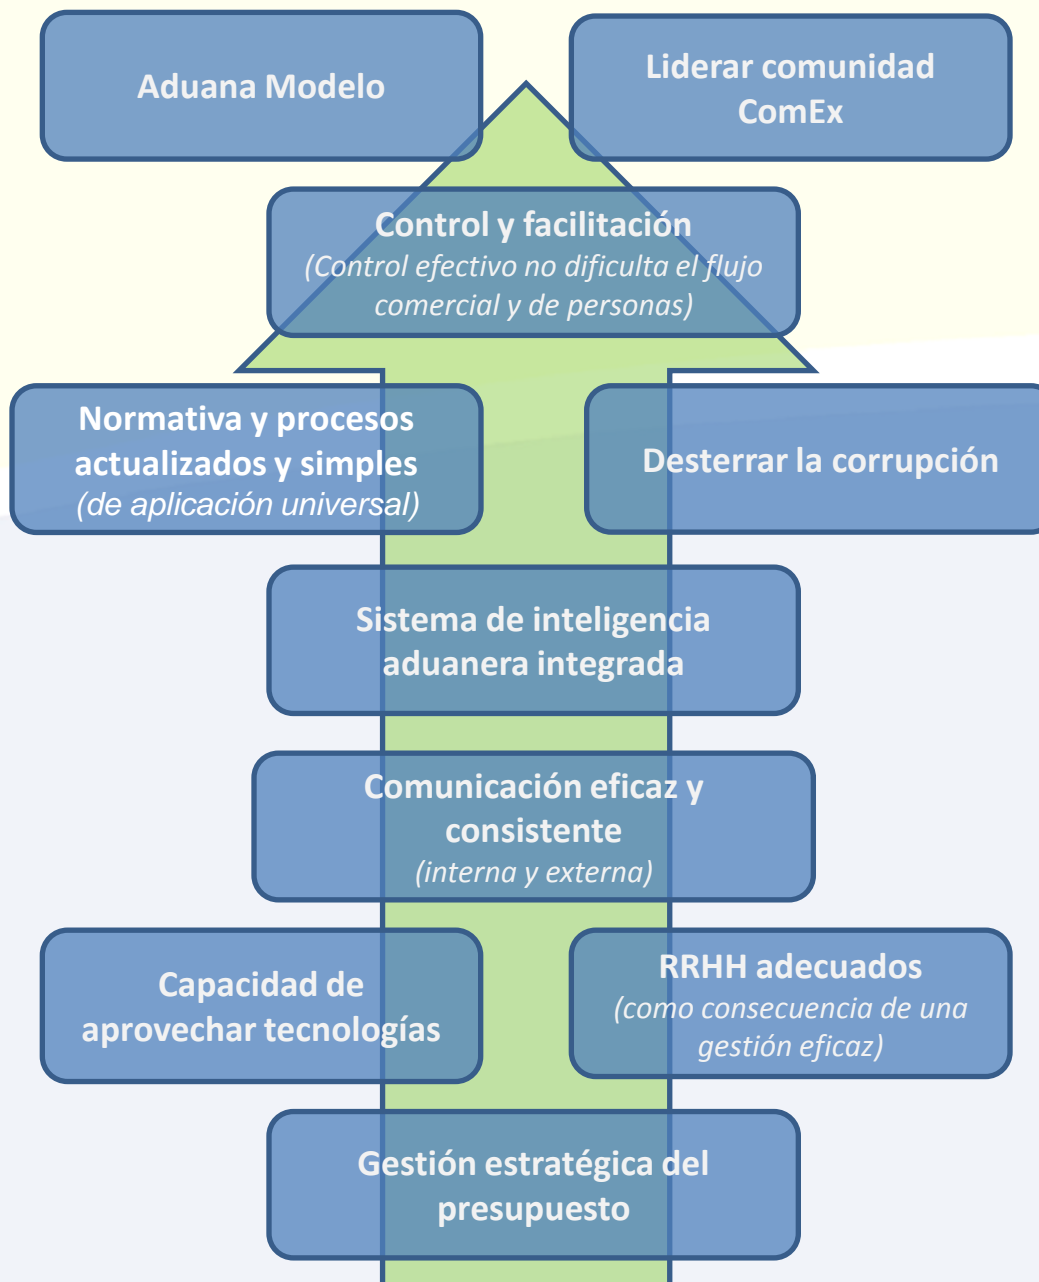 Aduana Modelo
Liderar comunidad
ComEx
Control y facilitación
(Control efectivo no dificulta el flujo
comercial y de personas)
Normativa y procesos
actualizados y simples
(de aplicación universal)
Desterrar la corrupción
Sistema de inteligencia
aduanera integrada
Comunicación eficaz y
consistente
(interna y externa)
Capacidad de
aprovechar tecnologías
RRHH adecuados
(como consecuencia de una
gestión eficaz)
Gestión estratégica del
presupuesto